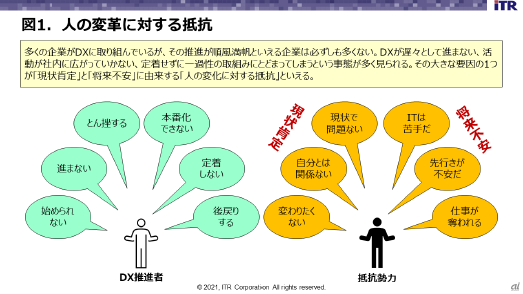 ITR
図1．人の変革に対する抵抗
多くの企業がDXに取り組んでいるが、その推進が順風満帆といえる企業は必ずしも多くない。DXが遅々として進まない、活
動が社内に広がっていかない、定着せずに一過性の取組みにとどまってしまうという事態が多く見られる。その大きな要因の1つ
が「現状肯定」と「将来不安」に由来する「人の変化に対する抵抗」といえる。
とん挫する
本番化
できない
進まない
定着
しない
始められ
ない
後戻り
する
DX推進者
現状肯定
現状で
問題ない
ITは
苦手だ
将来不安
自分とは
関係ない
先行きが
不安だ
変わりたく
ない
仕事が
奪われる
抵抗勢力
© 2021, ITR Corporation All rights reserved.